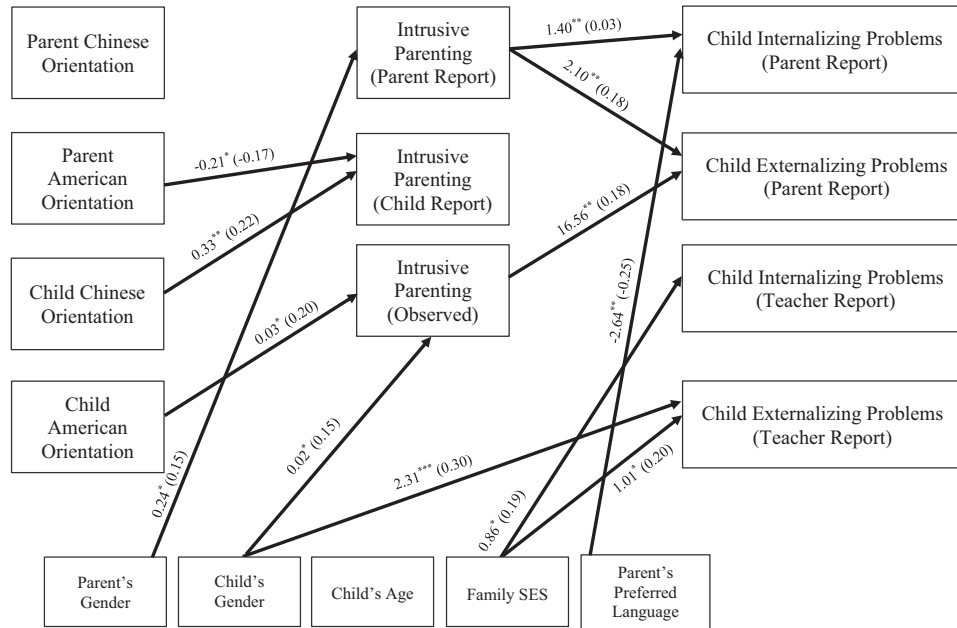 Parent Chinese
Orientation
Intrusive
Parenting
(Parent Report)
1.40** (0.03)
Child Internalizing Problems
(Parent Report)
2.10** (0.18)
Parent
American
Orientation
-0.21* (-0.17)
Intrusive
Parenting
(Child Report)
Child Externalizing Problems
(Parent Report)
0.33** (0.22)
16.56** (0.18)
Child Chinese
Orientation
Intrusive
Parenting
(Observed)
Child Internalizing Problems
(Teacher Report)
0.03* (0.20)
-2.64** (-0.25)
Child
American
Orientation
Child Externalizing Problems
(Teacher Report)
0.24* (0.15)
0.02* (0.15)
2.31*** (0.30)
0.86* (0.19)
1.01* (0.20)
Parent's
Gender
Child's
Gender
Child's Age
Family SES
Parent's
Preferred
Language